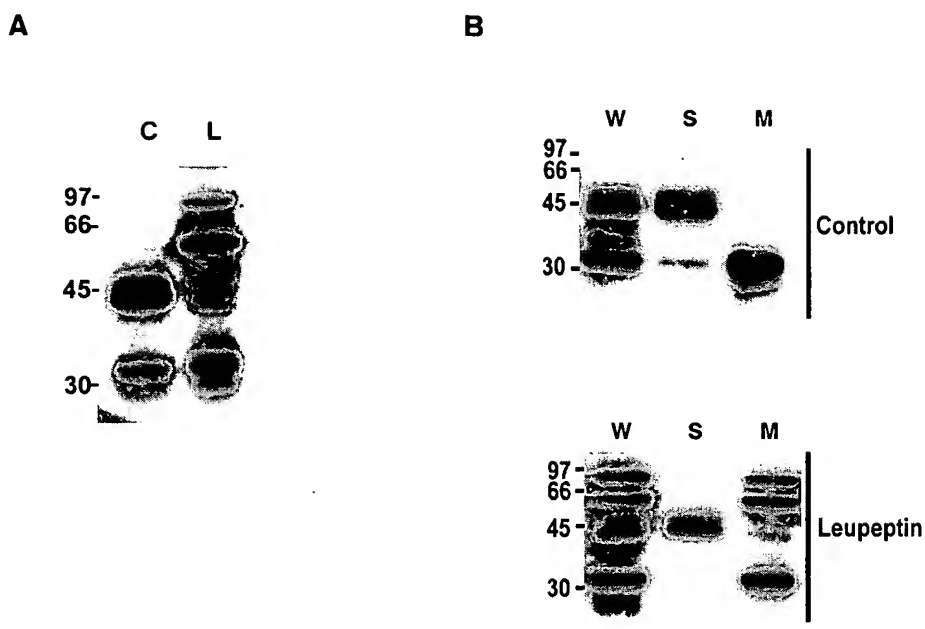 A
C L
97-
66-
45-
30-
B
W S M
97-
66-
45-
30-
Control
W S M
97-
66-
45-
30-
Leupeptin